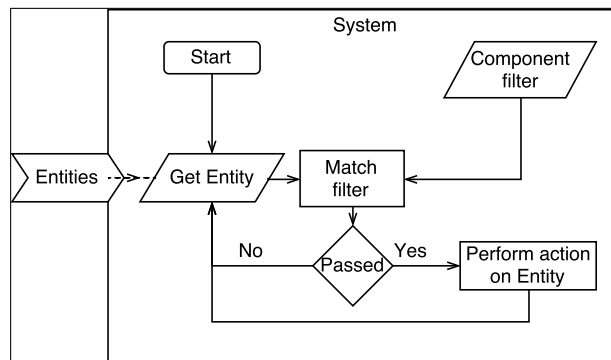 System
Start
Component
filter
Entities
Get Entity
Match
filter
No
Passed
Yes
Perform action
on Entity